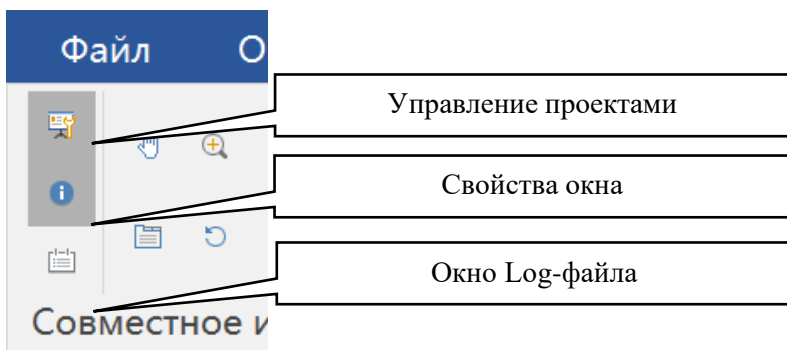 Файл О
Управление проектами
Свойства окна
Окно Log-файла
Совместное и